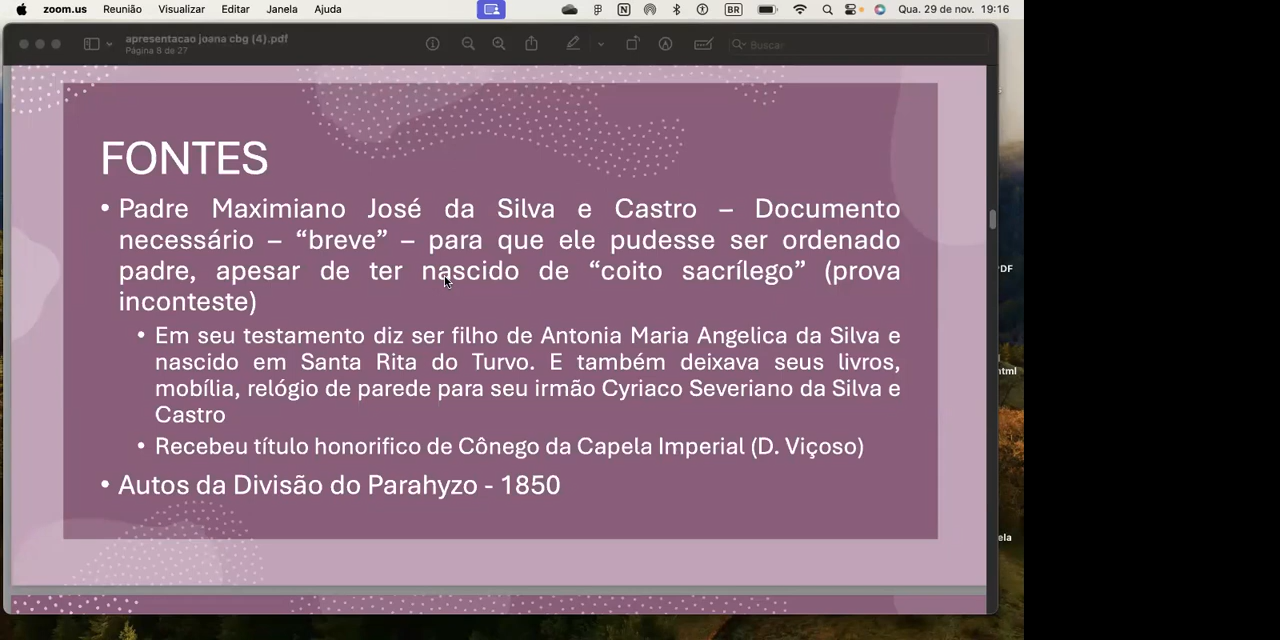 zoom.us Reunião Visualizar Editar Janela Ajuda BR Qua. 29 de nov. 19:16
apresentacao joana cbg (4).pdf
Página 8 de 27
Buscar
FONTES
• Padre Maximiano José da Silva e Castro – Documento
necessário – “breve” – para que ele pudesse ser ordenado
padre, apesar de ter nascido de “coito sacrílego” (prova
inconteste)
• Em seu testamento diz ser filho de Antonia Maria Angelica da Silva e
nascido em Santa Rita do Turvo. E também deixava seus livros,
mobília, relógio de parede para seu irmão Cyriaco Severiano da Silva e
Castro
• Recebeu título honorifico de Cônego da Capela Imperial (D. Viçoso)
• Autos da Divisão do Parahyzo - 1850